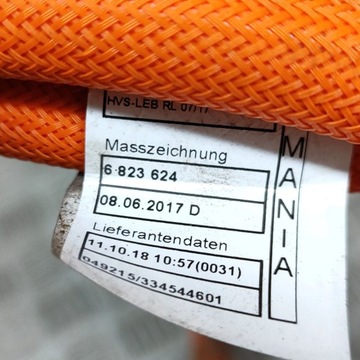 HVS-LEB RL 07/17
Masszeichnung
6 823 624
08.06.2017 D
Lieferantendaten
11.10.18 10:57(0031)
049215/334544601
MANIA